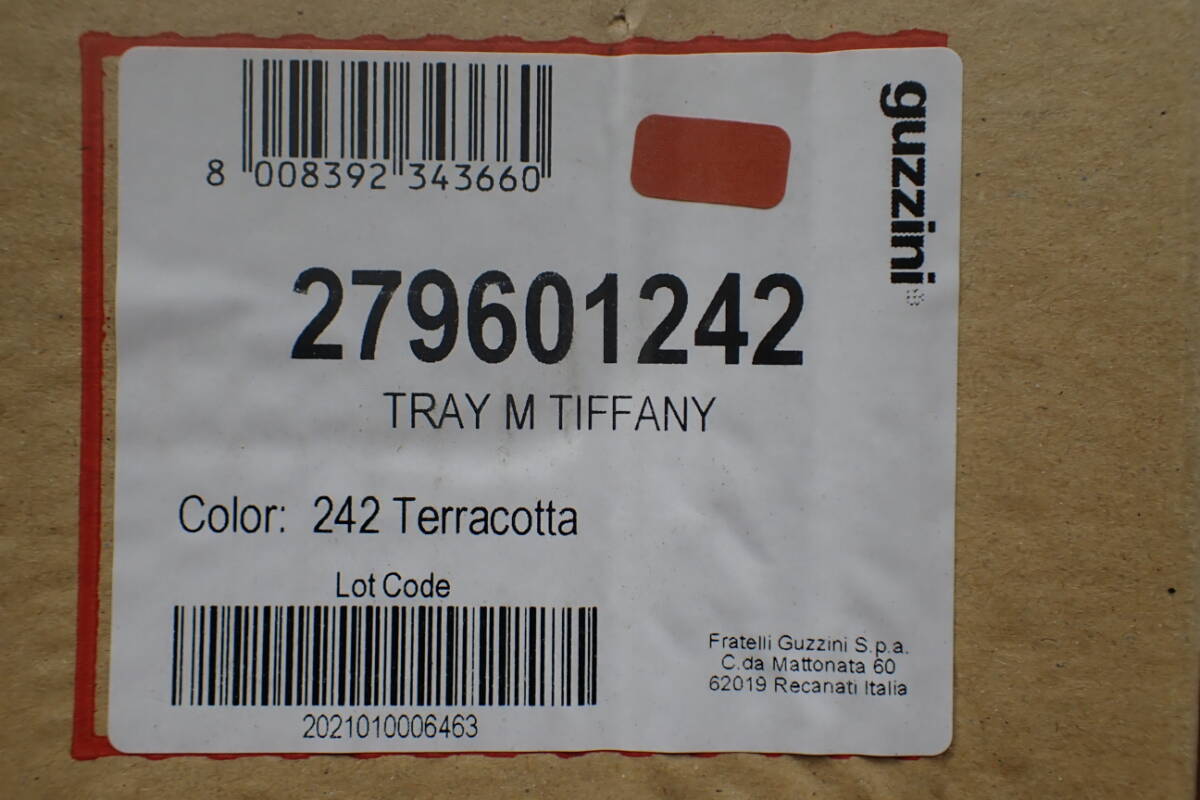 8 008392 343660
guzzini®
279601242
TRAY M TIFFANY
Color: 242 Terracotta
Lot Code
2021010006463
Fratelli Guzzini S.p.a.
C.da Mattonata 60
62019 Recanati Italia